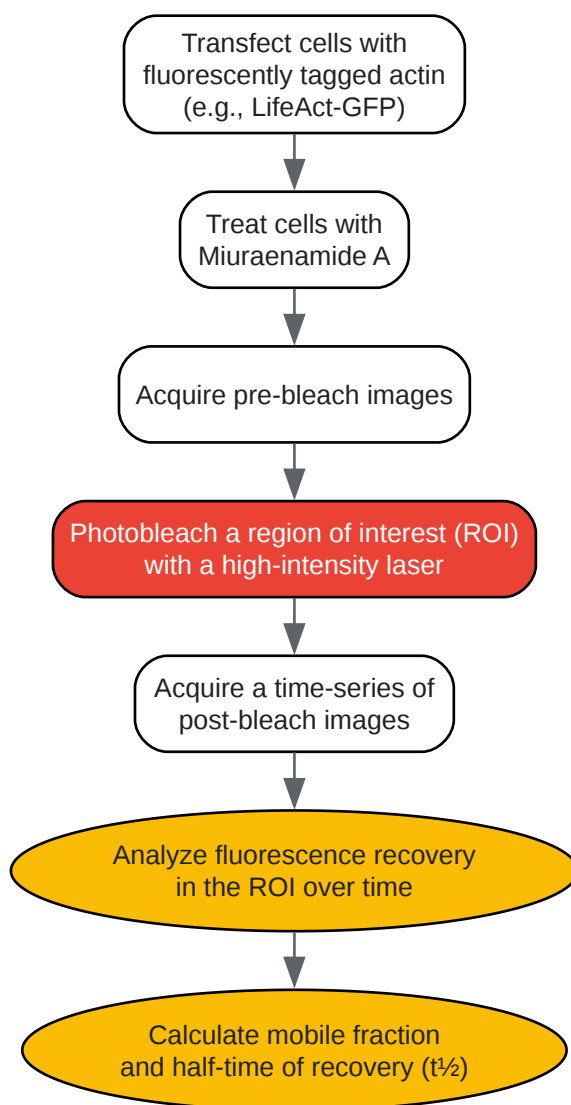 Transfect cells with
fluorescently tagged actin
(e.g., LifeAct-GFP)
Treat cells with
Miuraenamide A
Acquire pre-bleach images
Photobleach a region of interest (ROI)
with a high-intensity laser
Acquire a time-series of
post-bleach images
Analyze fluorescence recovery
in the ROI over time
Calculate mobile fraction
and half-time of recovery (t½)